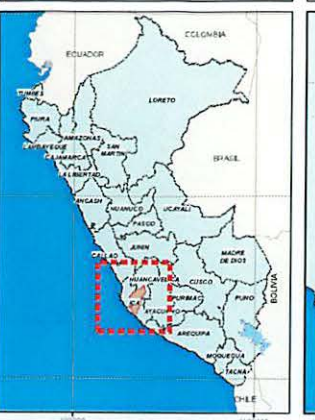 COLOMBIA
ECUADOR
TUMBES
LORETO
PIURA
AMAZONAS
LAMBAYEQUE
CAJAMARCA
SAN
MARTIN
BRASIL
LA LIBERTAD
ANCASH
HUANUCO
UCAYALI
PASCO
JUNIN
CALLAO
MADRE
DE DIOS
HUANCAVELICA
CUSCO
ICA
APURIMAC
PUNO
BOLIVIA
AYACUCHO
AREQUIPA
MOQUEGUA
TACNA
CHILE